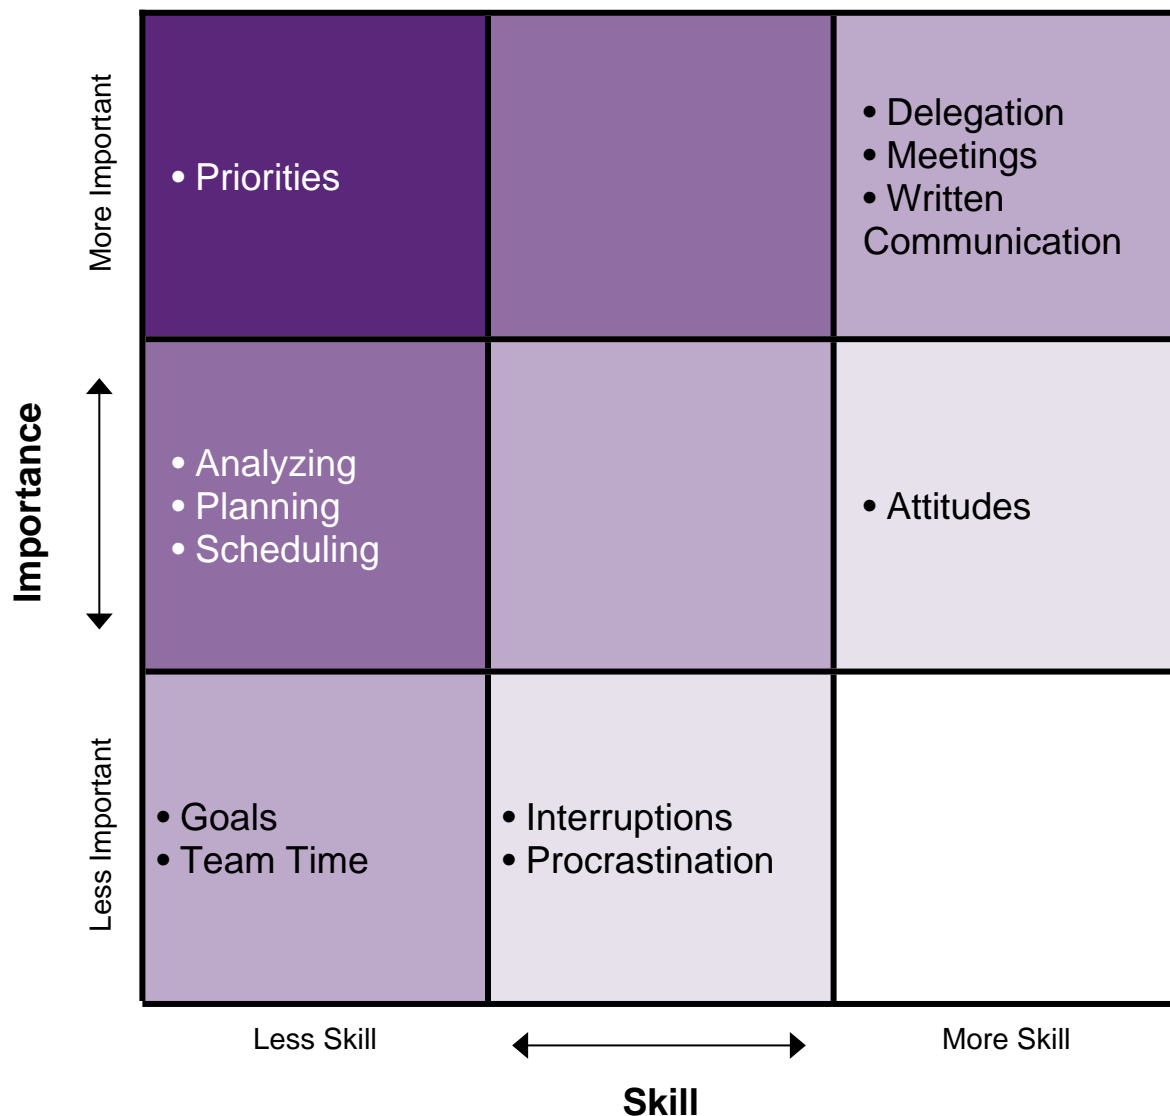 More Important
• Priorities
• Delegation
• Meetings
• Written
Communication
Importance
• Analyzing
• Planning
• Scheduling
• Attitudes
Less Important
• Goals
• Team Time
• Interruptions
• Procrastination
Less Skill
More Skill
Skill